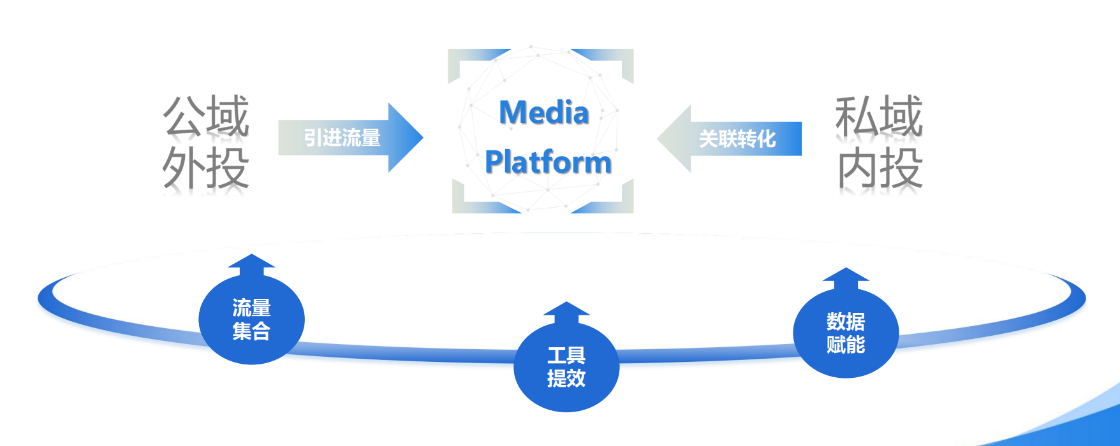 公域
外投
引进流量
Media
Platform
关联转化
私域
内投
流量
集合
工具
提效
数据
赋能